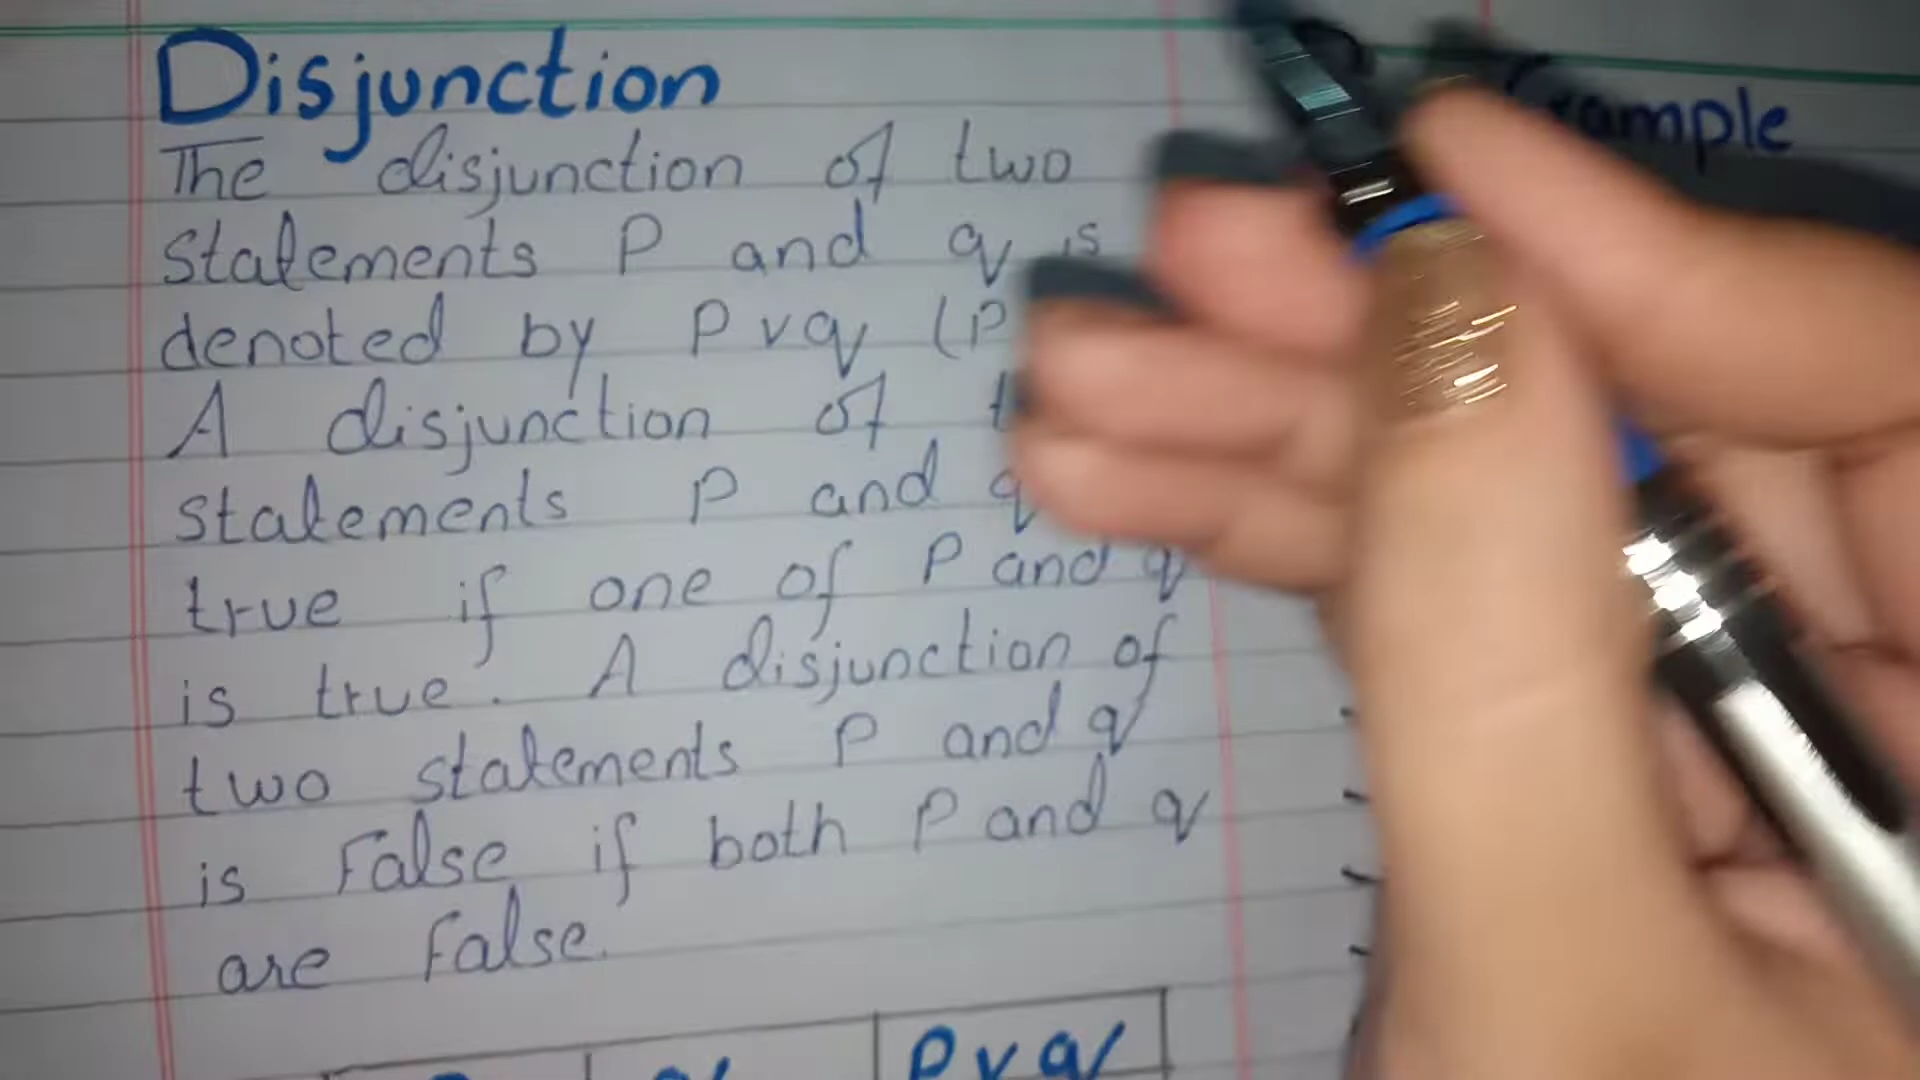 Disjunction
The disjunction of two
statements P and q is
denoted by P v q (P
A disjunction of
statements P and q
true if one of P and q
is true. A disjunction of
two statements P and q
is False if both P and q
are False.
P q P v q
Example